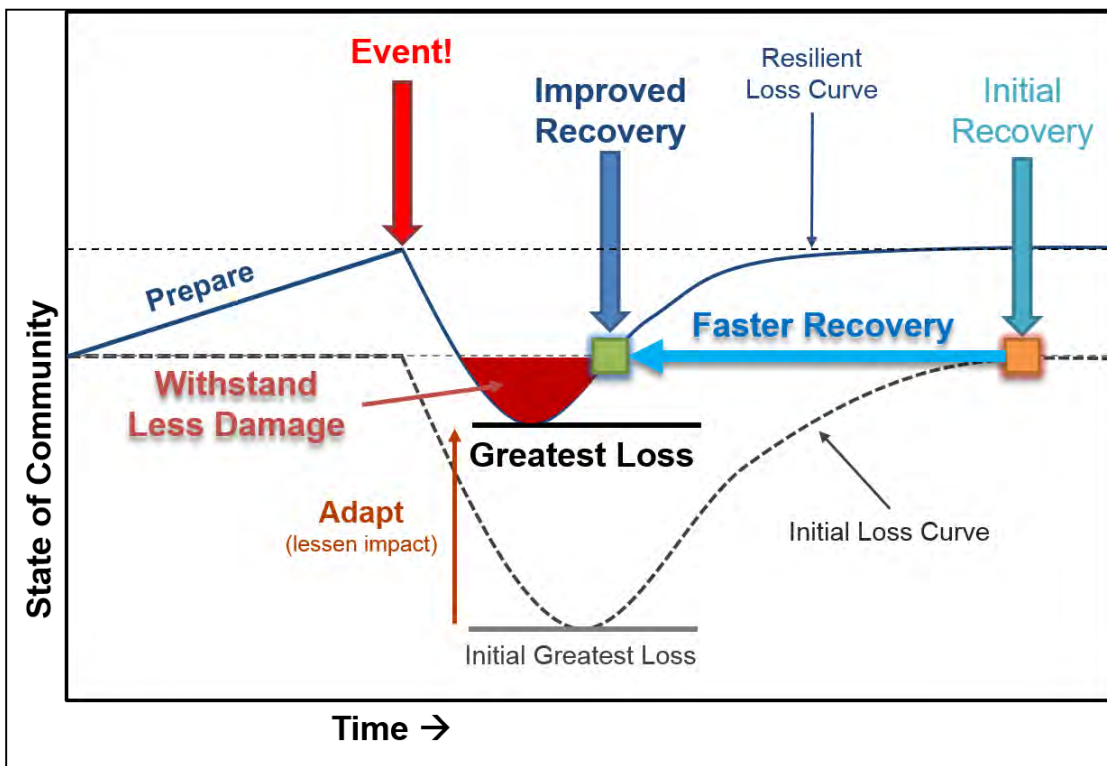 Event!
Improved
Recovery
Resilient
Loss Curve
Initial
Recovery
Prepare
Faster Recovery
Withstand
Less Damage
Greatest Loss
Adapt
(lessen impact)
Initial Loss Curve
Initial Greatest Loss
State of Community
Time →